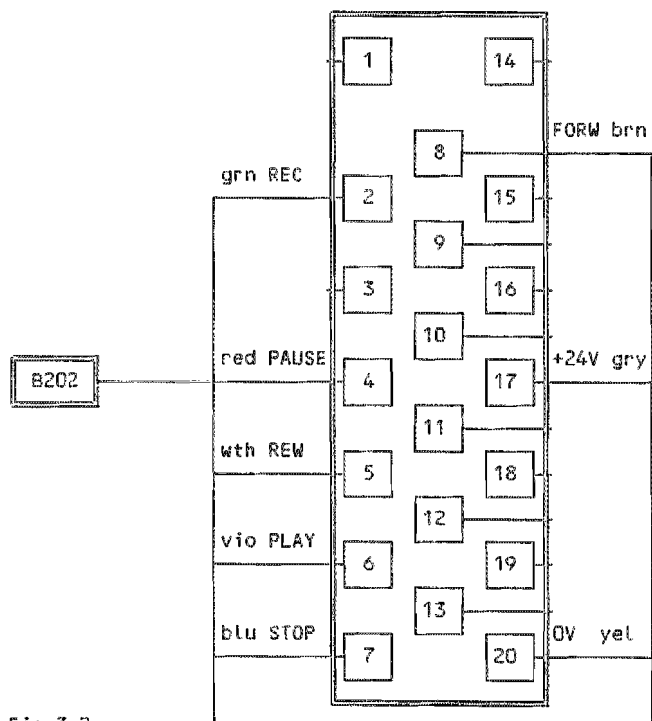 1 14
8 FORW brn
grn REC 2 15
9
3 16
10
B202 red PAUSE 4 17 +24V gry
11
wth REW 5 18
12
vio PLAY 6 19
13
blu STOP 7 20 0V yel